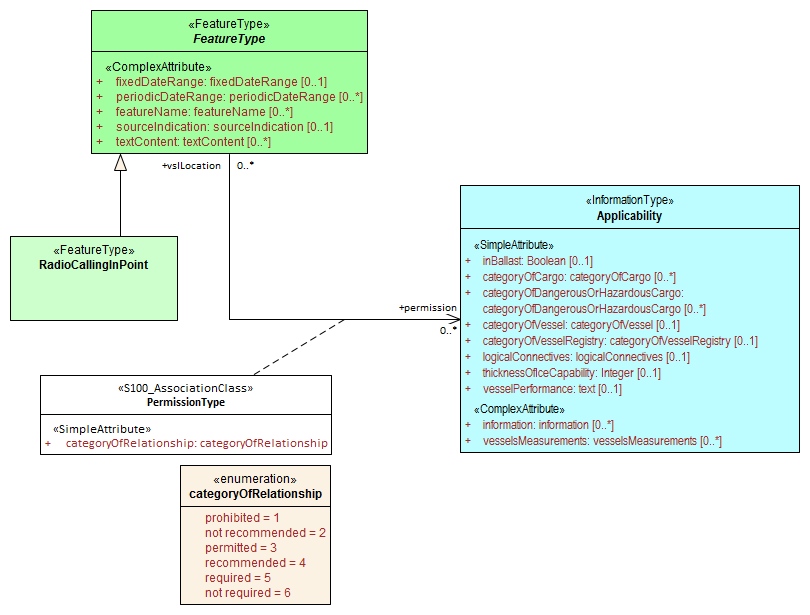 «FeatureType»
FeatureType
«ComplexAttribute»
+ fixedDateRange: fixedDateRange [0..1]
+ periodicDateRange: periodicDateRange [0..*]
+ featureName: featureName [0..*]
+ sourceIndication: sourceIndication [0..1]
+ textContent: textContent [0..*]
+vslLocation 0..*
«FeatureType»
RadioCallingInPoint
«InformationType»
Applicability
«SimpleAttribute»
+ inBallast: Boolean [0..1]
+ categoryOfCargo: categoryOfCargo [0..*]
+ categoryOfDangerousOrHazardousCargo:
categoryOfDangerousOrHazardousCargo [0..*]
+ categoryOfVessel: categoryOfVessel [0..1]
+ categoryOfVesselRegistry: categoryOfVesselRegistry [0..1]
+ logicalConnectives: logicalConnectives [0..1]
+ thicknessOfIceCapability: Integer [0..1]
+ vesselPerformance: text [0..1]
«ComplexAttribute»
+ information: information [0..*]
+ vesselsMeasurements: vesselsMeasurements [0..*]
+permission
0..*
«S100_AssociationClass»
PermissionType
«SimpleAttribute»
+ categoryOfRelationship: categoryOfRelationship
«enumeration»
categoryOfRelationship
prohibited = 1
not recommended = 2
permitted = 3
recommended = 4
required = 5
not required = 6